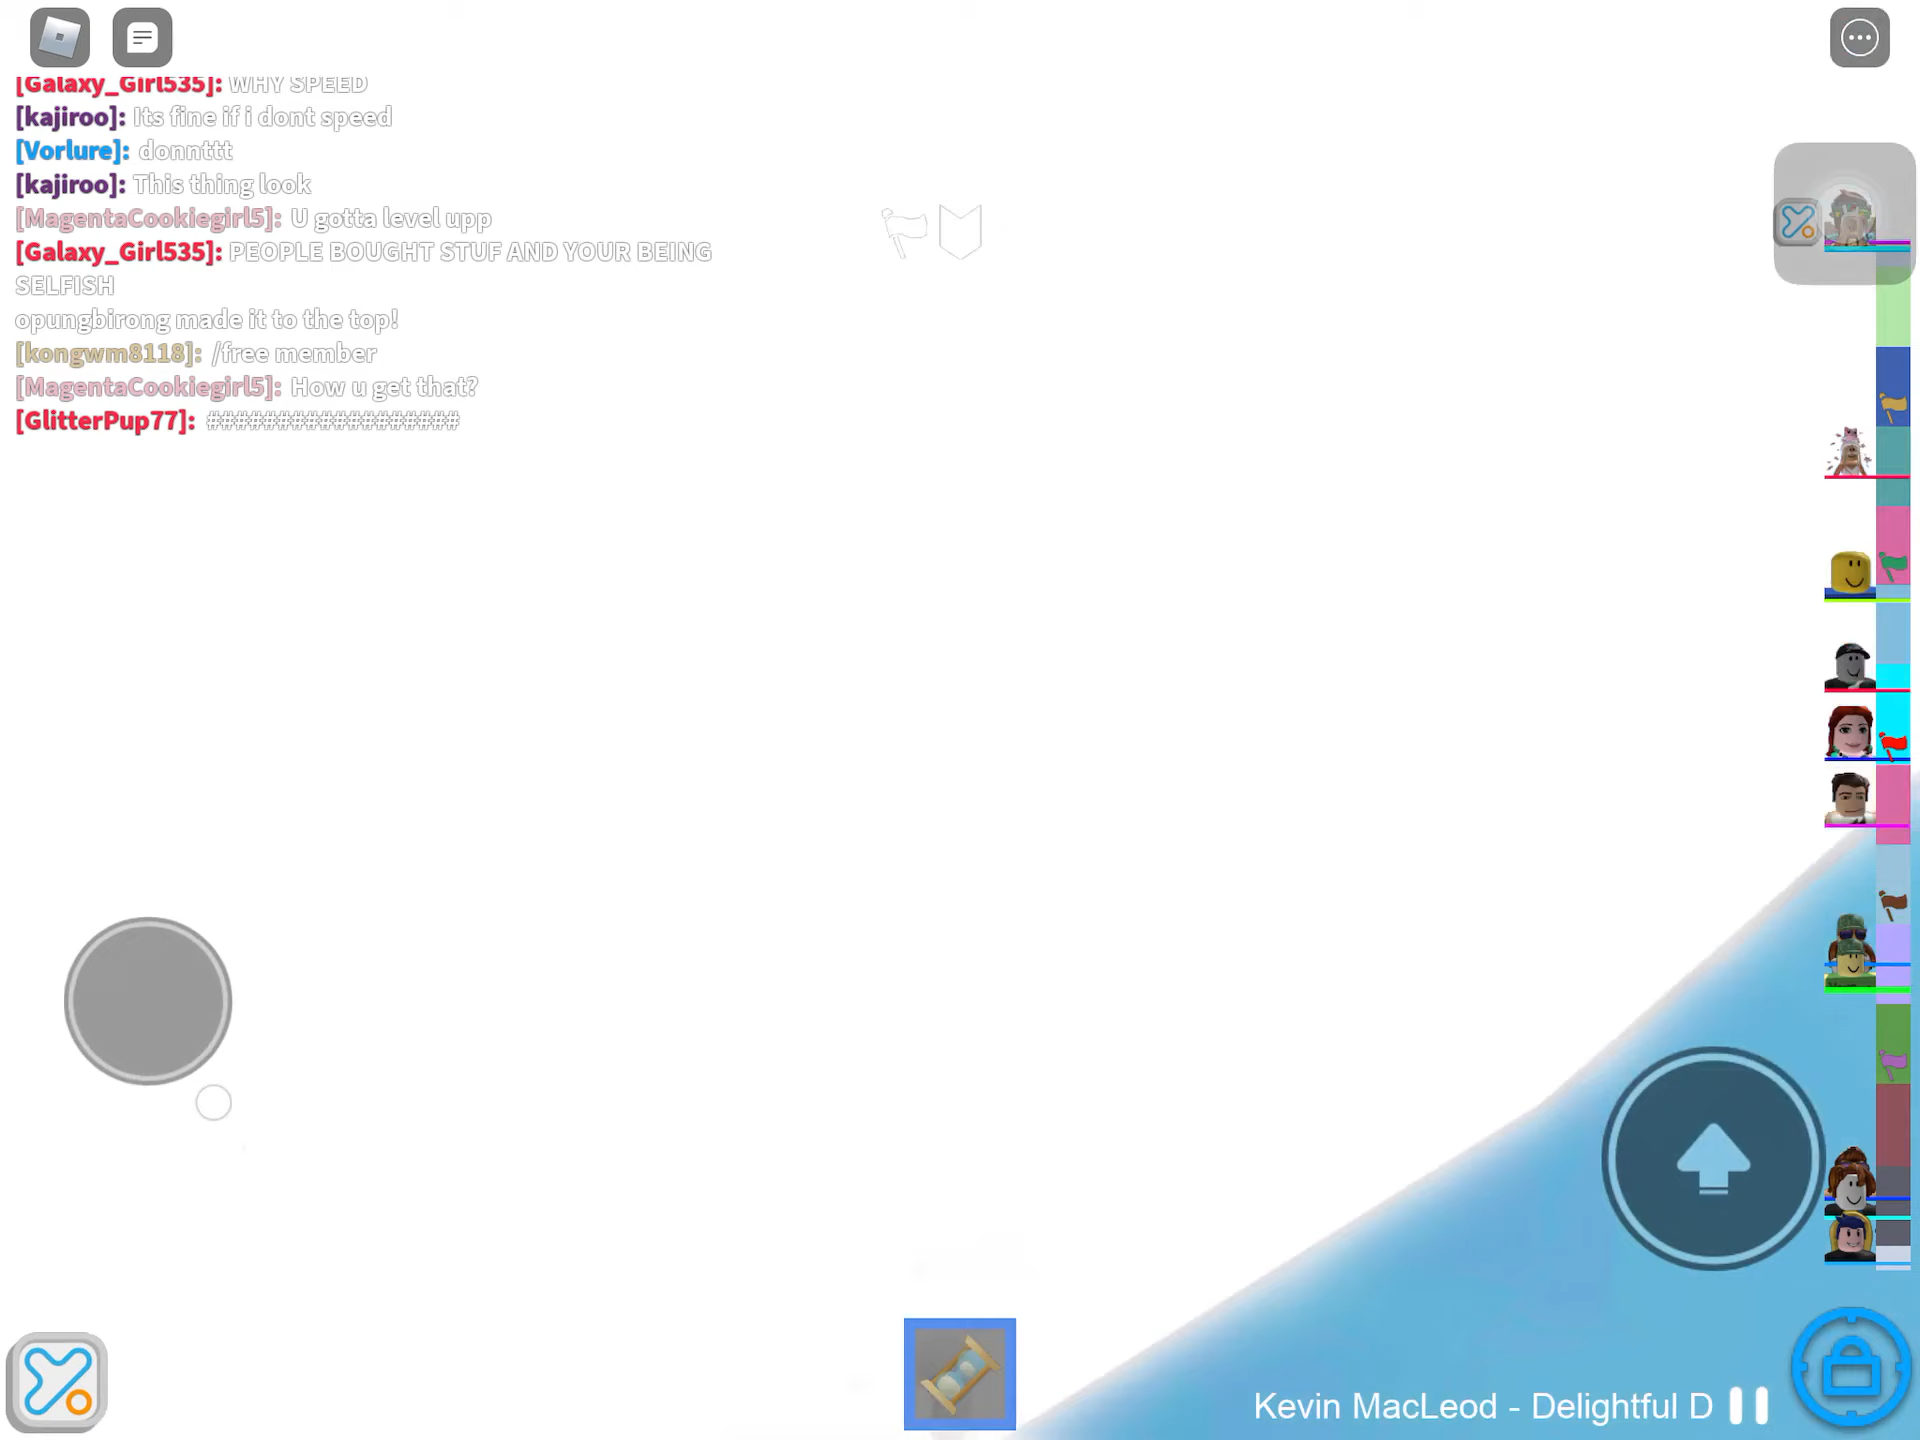 [Galaxy_Girl535]: WHY SPEED
[kajiroo]: Its fine if i dont speed
[Vorlure]: donnttt
[kajiroo]: This thing look
[MagentaCookiegirl5]: U gotta level upp
[Galaxy_Girl535]: PEOPLE BOUGHT STUF AND YOUR BEING
SELFISH
opungbirong made it to the top!
[kongwm8118]: /free member
[MagentaCookiegirl5]: How u get that?
[GlitterPup77]: ##################
Kevin MacLeod - Delightful D